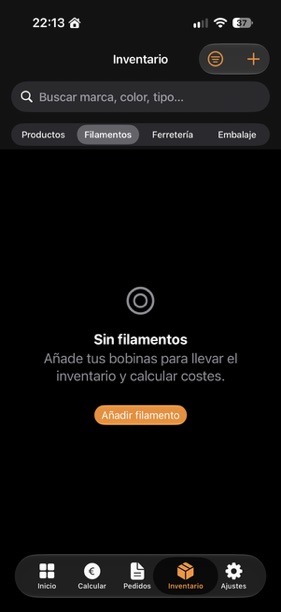 22:13
37
Inventario
Buscar marca, color, tipo...
Productos
Filamentos
Ferretería
Embalaje
Sin filamentos
Añade tus bobinas para llevar el
inventario y calcular costes.
Añadir filamento
Inicio
Calcular
Pedidos
Inventario
Ajustes